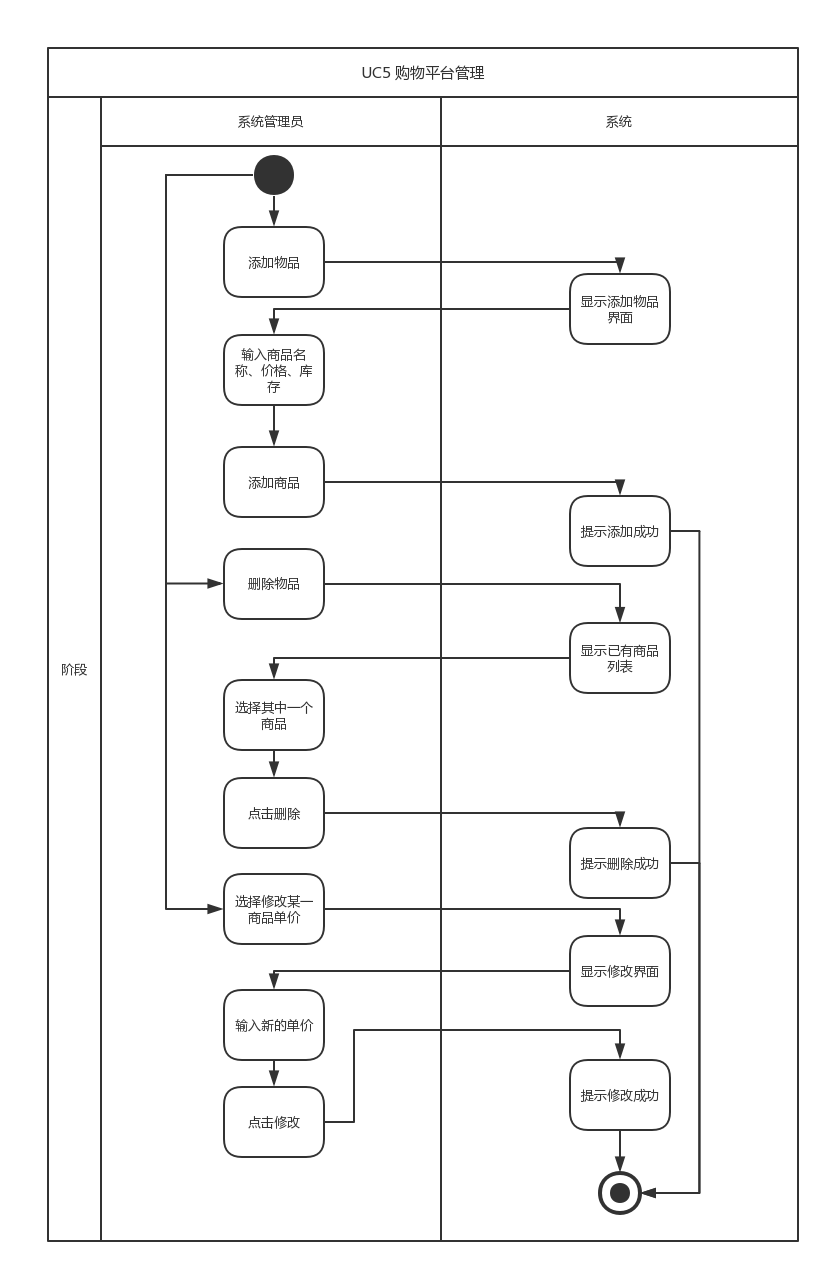 UC5 购物平台管理
系统管理员
系统
阶段
添加物品
显示添加物品
界面
输入商品名
称、价格、库
存
添加商品
提示添加成功
删除物品
显示已有商品
列表
选择其中一个
商品
点击删除
提示删除成功
选择修改某一
商品单价
显示修改界面
输入新的单价
提示修改成功
点击修改